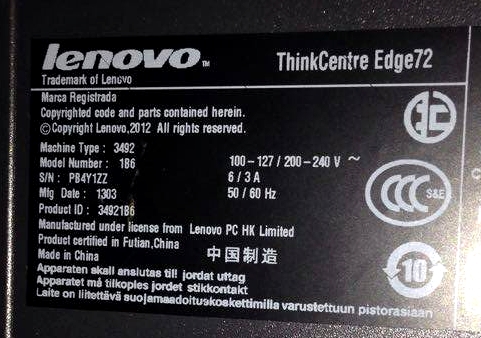 lenovo™
ThinkCentre Edge72
Trademark of Lenovo
Marca Registrada
Copyrighted code and parts contained herein.
©Copyright Lenovo,2012 All rights reserved.
Machine Type : 3492
Model Number : 1B6 100-127 / 200-240 V ~
S/N : PB4Y1ZZ 6 / 3 A
Mfg Date : 1303 50 / 60 Hz
Product ID : 34921B6
Manufactured under license from Lenovo PC HK Limited
Product certified in Futian,China
Made in China 中国制造
Apparaten skall anslutas till jordat uttag
Apparatet må tilkoples jordet stikkontakt
Laite on liitettävä suojamaadoituskoskettimilla varustettuun pistorasiaan
CCC S&E
10